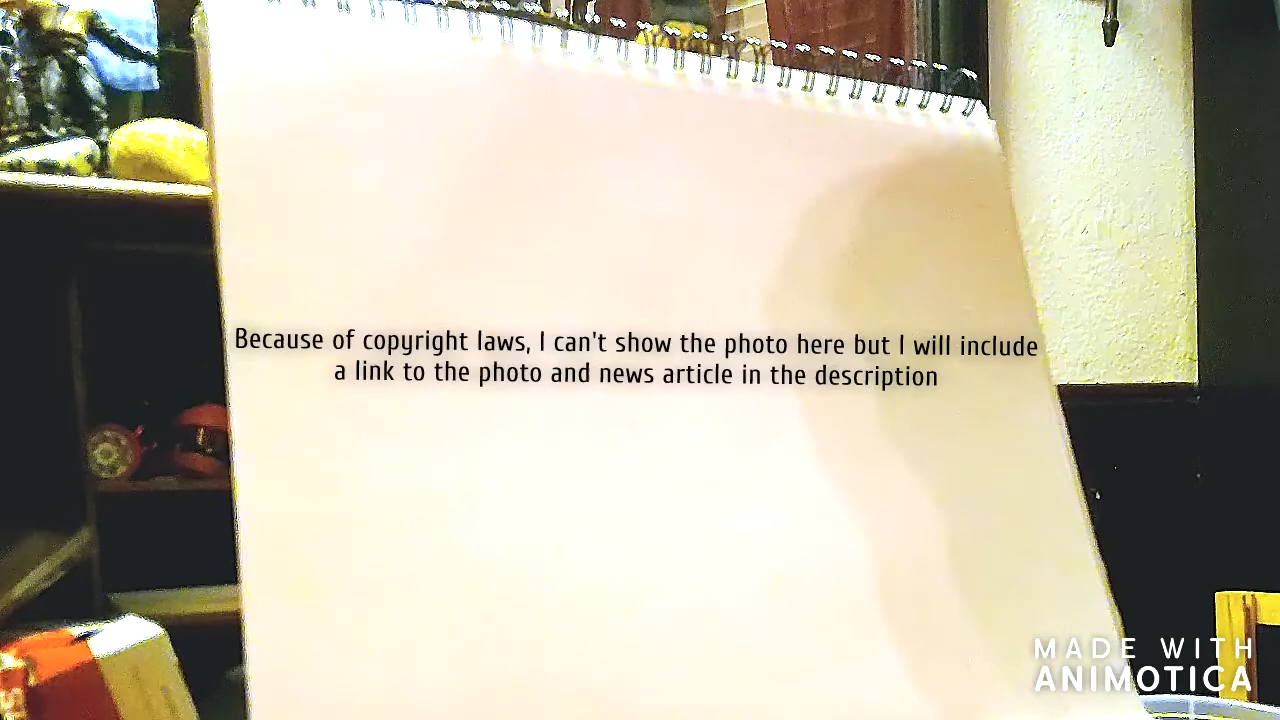 Because of copyright laws, I can't show the photo here but I will include
a link to the photo and news article in the description
MADE WITH
ANIMOTICA